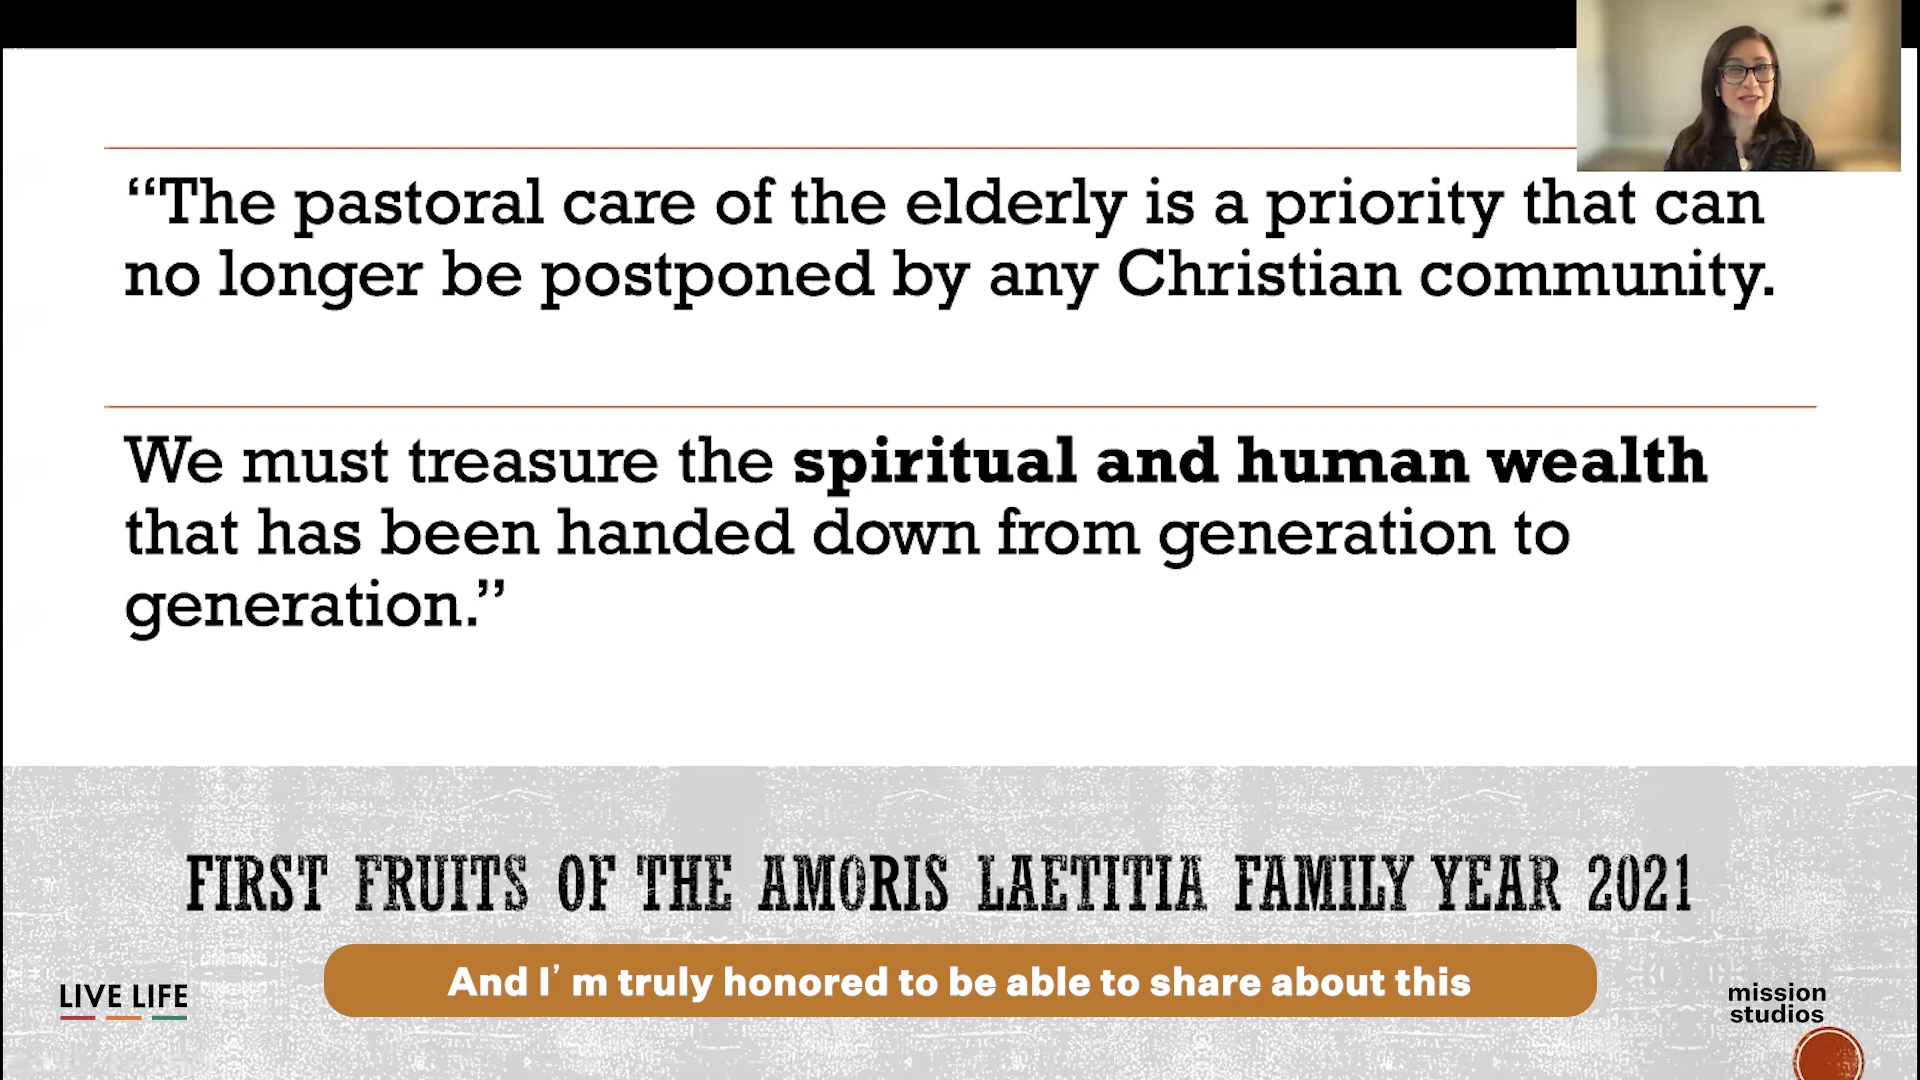 “The pastoral care of the elderly is a priority that can
no longer be postponed by any Christian community.
We must treasure the spiritual and human wealth
that has been handed down from generation to
generation.”
FIRST FRUITS OF THE AMORIS LAETITIA FAMILY YEAR 2021
And I’ m truly honored to be able to share about this
LIVE LIFE
mission
studios